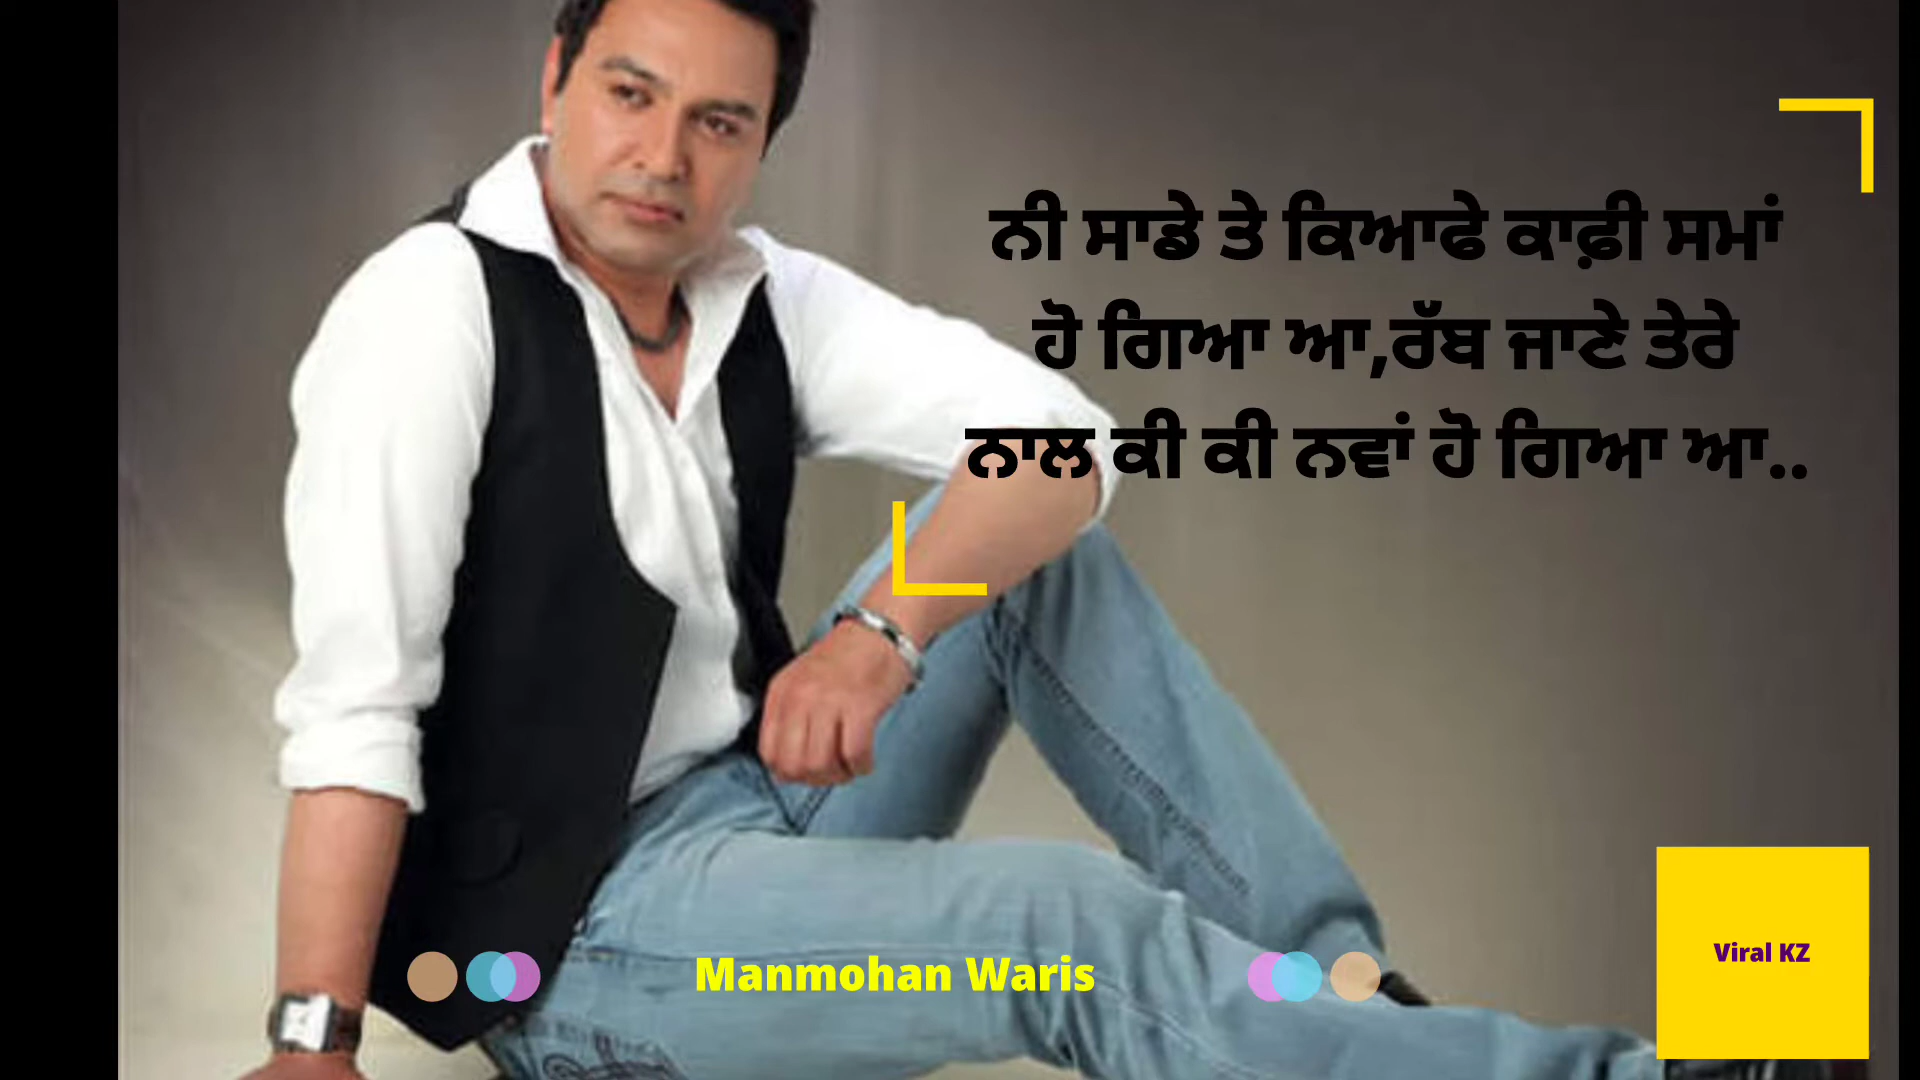 ਨੀ ਸਾਡੇ ਤੇ ਕਿਆਫੇ ਕਾਫ਼ੀ ਸਮਾਂ
ਹੋ ਗਿਆ ਆ,ਰੱਬ ਜਾਣੇ ਤੇਰੇ
ਨਾਲ ਕੀ ਕੀ ਨਵਾਂ ਹੋ ਗਿਆ ਆ..
Manmohan Waris
Viral KZ